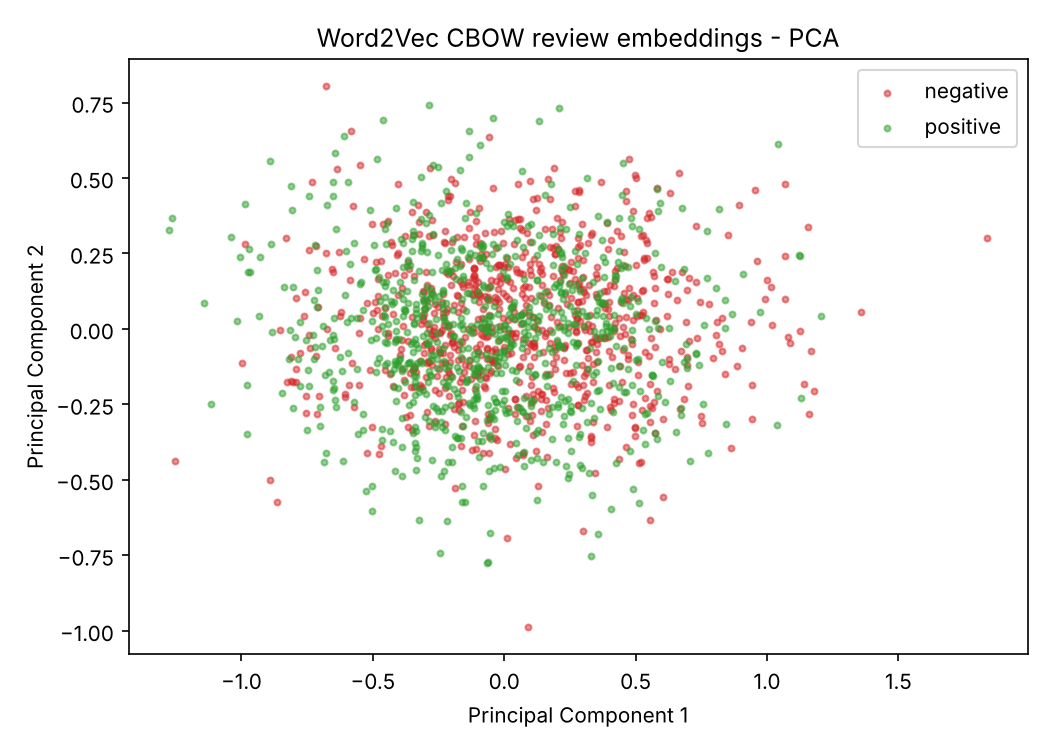 Word2Vec CBOW review embeddings - PCA
negative
positive
0.75
0.50
0.25
0.00
−0.25
−0.50
−0.75
−1.00
Principal Component 2
−1.0
−0.5
0.0
0.5
1.0
1.5
Principal Component 1